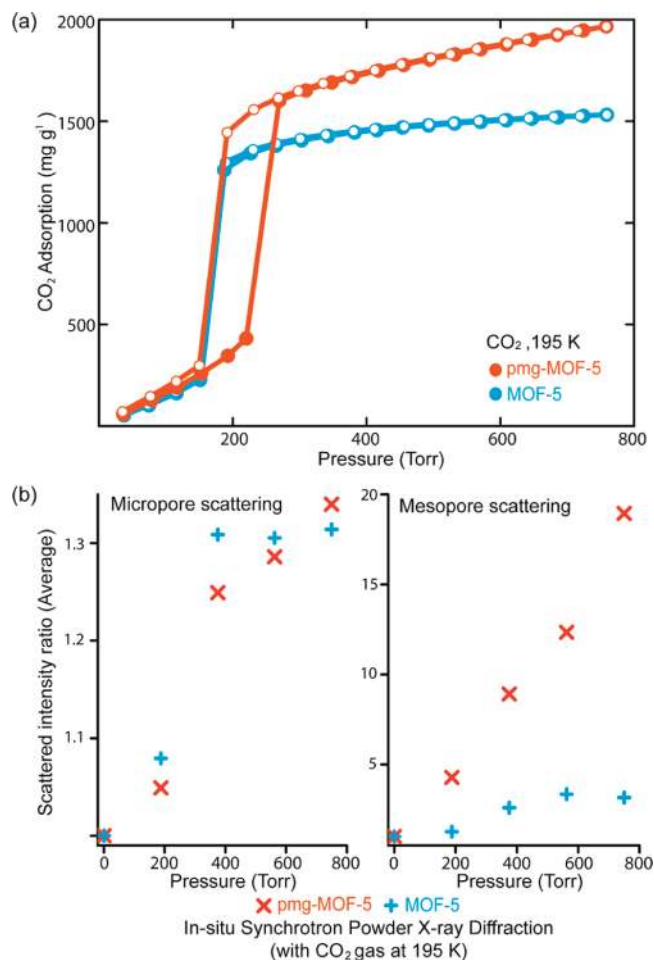 (a)
2000
1500
1000
500
CO₂ Adsorption (mg g¹)
CO₂ ,195 K
pmg-MOF-5
MOF-5
200
400
600
800
Pressure (Torr)
(b)
Micropore scattering
Mesopore scattering
1.3
1.2
1.1
20
15
10
5
Scattered intensity ratio (Average)
0
200
400
600
800
0
200
400
600
800
Pressure (Torr)
Pressure (Torr)
pmg-MOF-5
MOF-5
In-situ Synchrotron Powder X-ray Diffraction
(with CO₂ gas at 195 K)